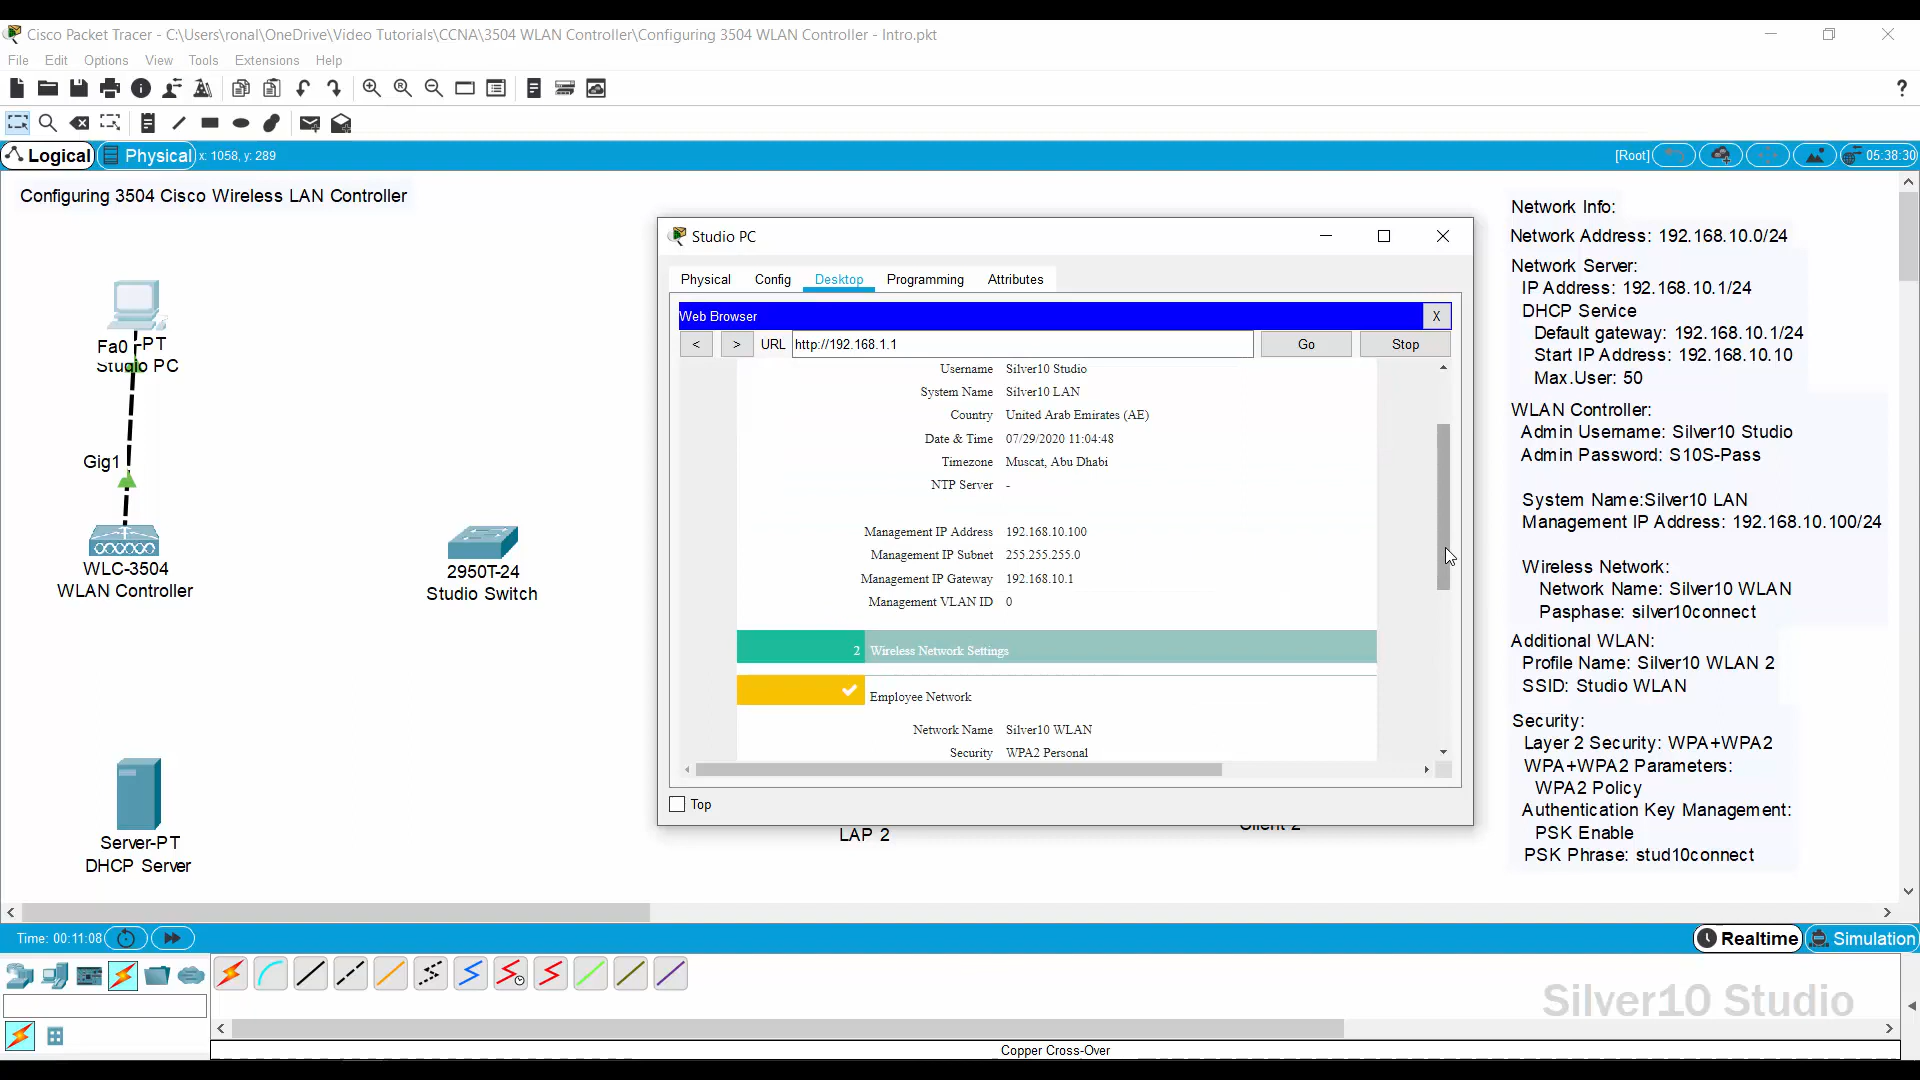 Cisco Packet Tracer - C:\Users\ronal\OneDrive\Video Tutorials\CCNA\3504 WLAN Controller\Configuring 3504 WLAN Controller - Intro.pkt
File Edit Options View Tools Extensions Help
?
Logical Physical x: 1058, y: 289 [Root] 05:38:30
Configuring 3504 Cisco Wireless LAN Controller
Fa0 -PT
Studio PC
Gig1
WLC-3504
WLAN Controller
2950T-24
Studio Switch
Server-PT
DHCP Server
LAP 2
Studio PC
Physical Config Desktop Programming Attributes
Web Browser X
< > URL http://192.168.1.1 Go Stop
Username Silver10 Studio
System Name Silver10 LAN
Country United Arab Emirates (AE)
Date & Time 07/29/2020 11:04:48
Timezone Muscat, Abu Dhabi
NTP Server -
Management IP Address 192.168.10.100
Management IP Subnet 255.255.255.0
Management IP Gateway 192.168.10.1
Management VLAN ID 0
2 Wireless Network Settings
Employee Network
Network Name Silver10 WLAN
Security WPA2 Personal
Top
Client 2
Network Info:
Network Address: 192.168.10.0/24
Network Server:
IP Address: 192.168.10.1/24
DHCP Service
Default gateway: 192.168.10.1/24
Start IP Address: 192.168.10.10
Max.User: 50
WLAN Controller:
Admin Username: Silver10 Studio
Admin Password: S10S-Pass
System Name:Silver10 LAN
Management IP Address: 192.168.10.100/24
Wireless Network:
Network Name: Silver10 WLAN
Pasphase: silver10connect
Additional WLAN:
Profile Name: Silver10 WLAN 2
SSID: Studio WLAN
Security:
Layer 2 Security: WPA+WPA2
WPA+WPA2 Parameters:
WPA2 Policy
Authentication Key Management:
PSK Enable
PSK Phrase: stud10connect
Time: 00:11:08 Realtime Simulation
Silver10 Studio
Copper Cross-Over